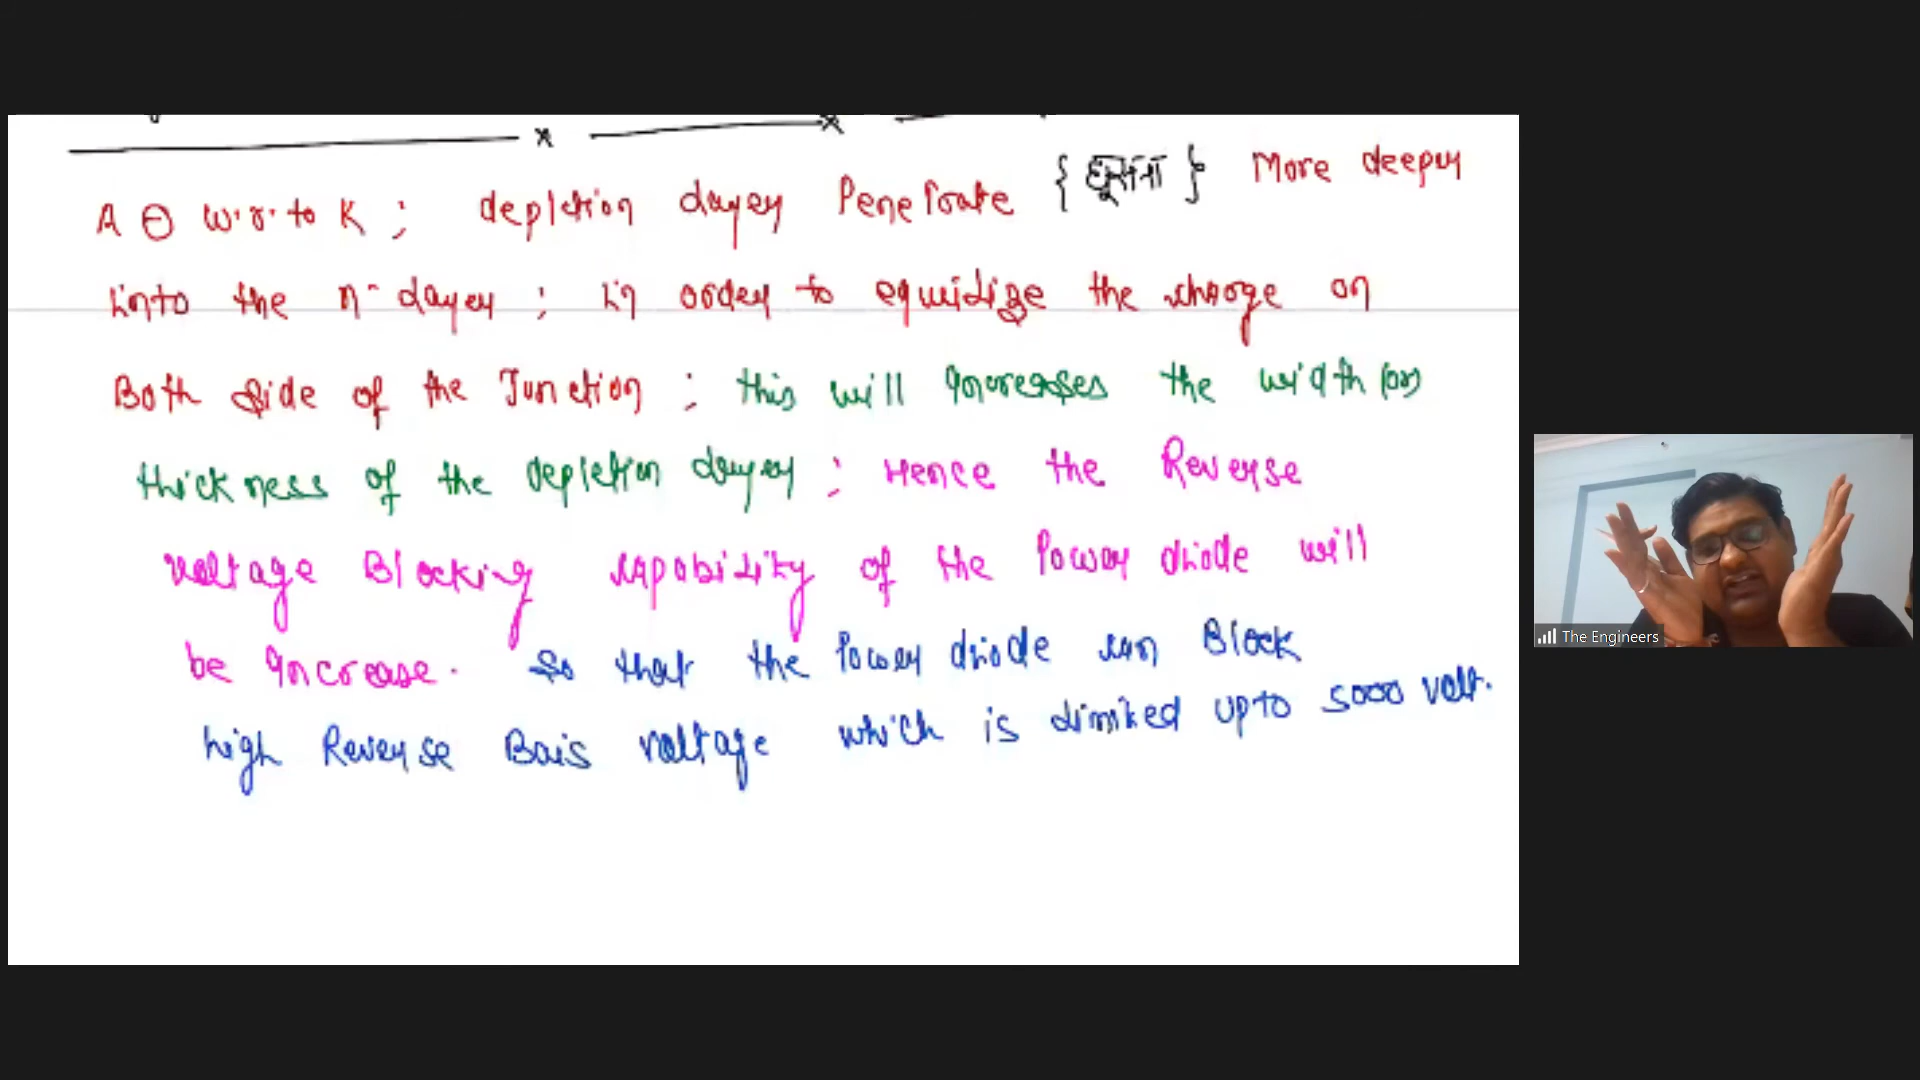 A ⊖ w.r.to K ; depletion layer Penetrate {घुसना} More deeper
into the n⁻ layer ; in order to equilize the charge on
Both side of the Junction ; this will increases the width (or)
thickness of the depletion layer ; Hence the Reverse
voltage Blocking capability of the Power diode will
be increase. So that the Power diode can Block
high Reverse Bais voltage which is limited upto 5000 volt.
The Engineers